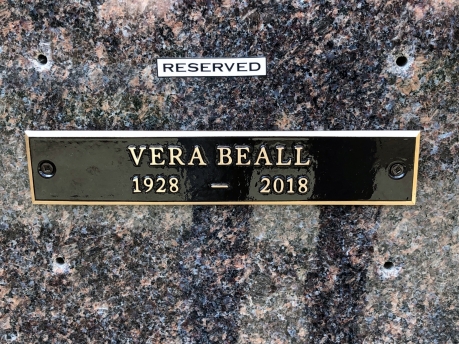 RESERVED
VERA BEALL
1928 – 2018